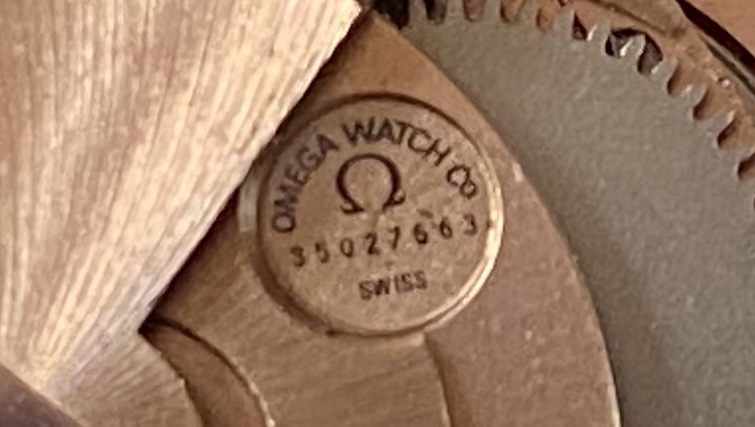 OMEGA WATCH Co
Ω
35027663
SWISS